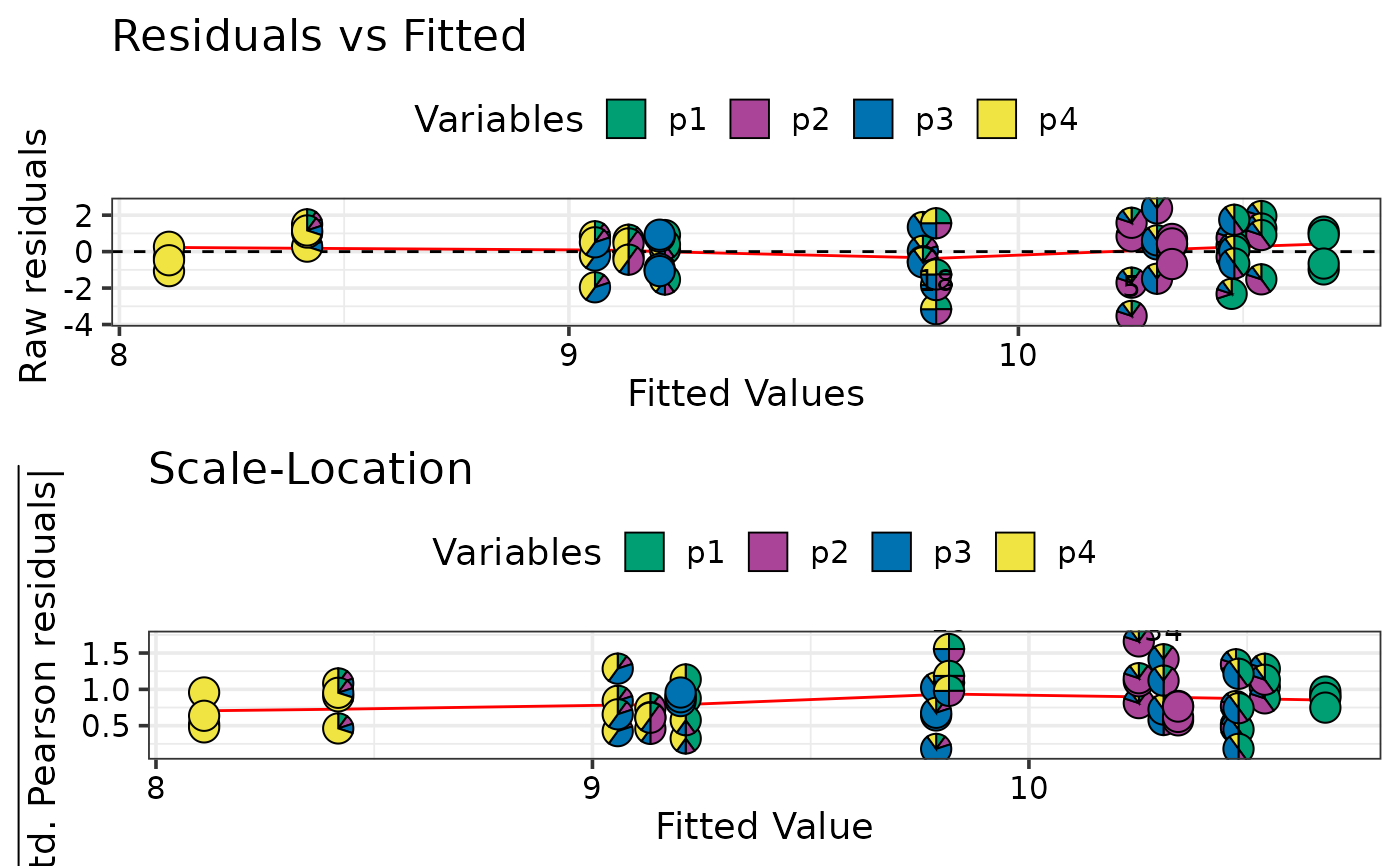 Residuals vs Fitted
Variables p1 p2 p3 p4
Raw residuals
2
0
-2
-4
18
5
8 9 10
Fitted Values
Scale-Location
Variables p1 p2 p3 p4
td. Pearson residuals|
1.5
1.0
0.5
8 9 10
Fitted Value